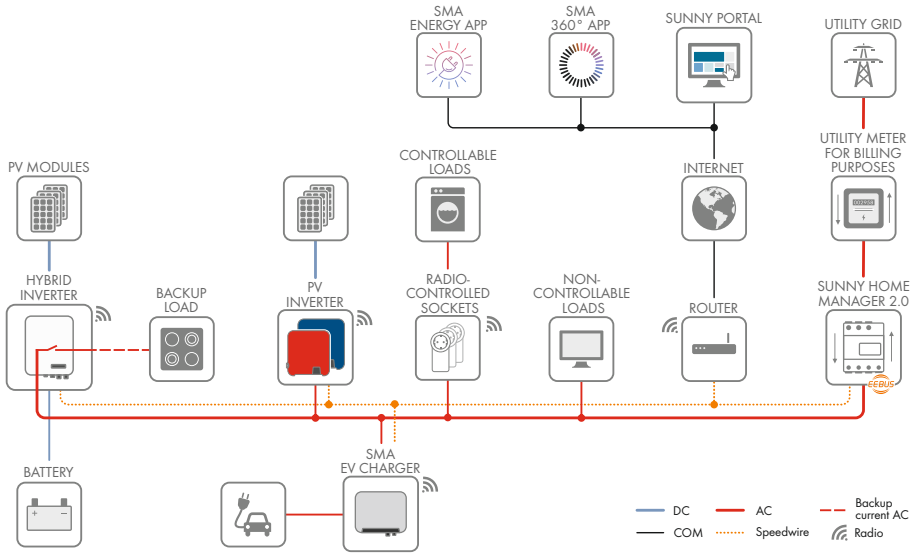 SMA
ENERGY APP
SMA
360° APP
SUNNY PORTAL
UTILITY GRID
PV MODULES
CONTROLLABLE
LOADS
INTERNET
UTILITY METER
FOR BILLING
PURPOSES
HYBRID
INVERTER
BACKUP
LOAD
PV
INVERTER
RADIO-
CONTROLLED
SOCKETS
NON-
CONTROLLABLE
LOADS
ROUTER
SUNNY HOME
MANAGER 2.0
EEBUS
BATTERY
+ −
SMA
EV CHARGER
DC
AC
Backup
current AC
COM
Speedwire
Radio